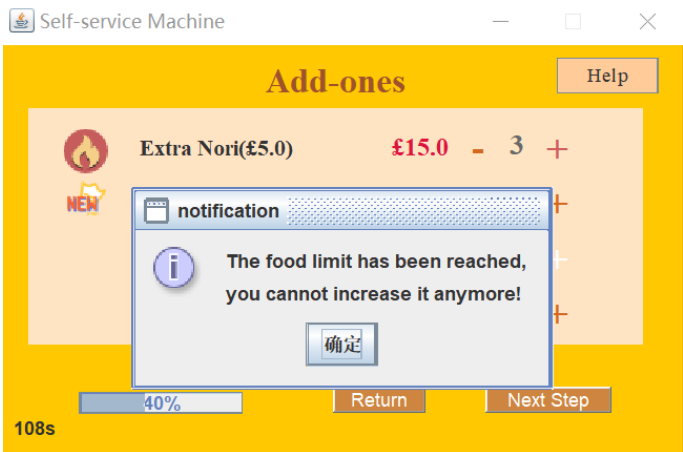 Self-service Machine
Add-ones
Help
Extra Nori(£5.0)
£15.0
-
3
+
NEW
+
notification
The food limit has been reached,
you cannot increase it anymore!
+
确定
+
40%
Return
Next Step
108s